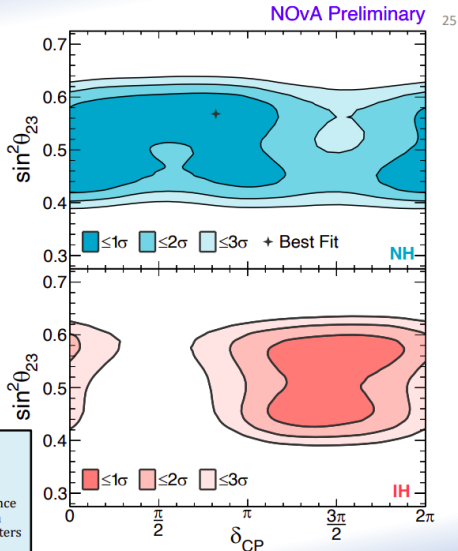 NOvA Preliminary
25
0.7
0.6
0.5
0.4
0.3
sin²θ23
≤1σ ≤2σ ≤3σ Best Fit
NH
0.7
0.6
0.5
0.4
0.3
sin²θ23
≤1σ ≤2σ ≤3σ
IH
0 π/2 π 3π/2 2π
δCP
nce
ters